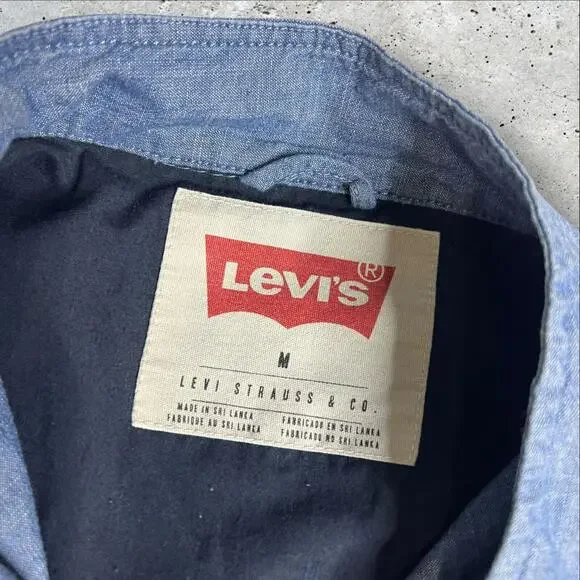 Levi's ®
M
LEVI STRAUSS & CO.
MADE IN SRI LANKA FABRICADO EN SRI LANKA
FABRIQUE AU SRI LANKA FABRICADO NO SRI LANKA